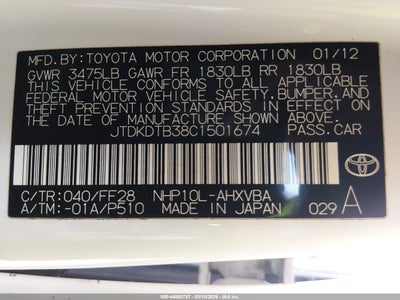 MFD. BY: TOYOTA MOTOR CORPORATION 01/12
GVWR 3475LB GAWR FR 1830LB RR 1830LB
THIS VEHICLE CONFORMS TO ALL APPLICABLE
FEDERAL MOTOR VEHICLE SAFETY, BUMPER, AND
THEFT PREVENTION STANDARDS IN EFFECT ON
THE DATE OF MANUFACTURE SHOWN ABOVE.
JTDKDTB38C1501674 PASS.CAR
TOYOTA
C/TR: 040/FF28 NHP10L-AHXVBA
A/TM: -01A/P510 MADE IN JAPAN 029 A